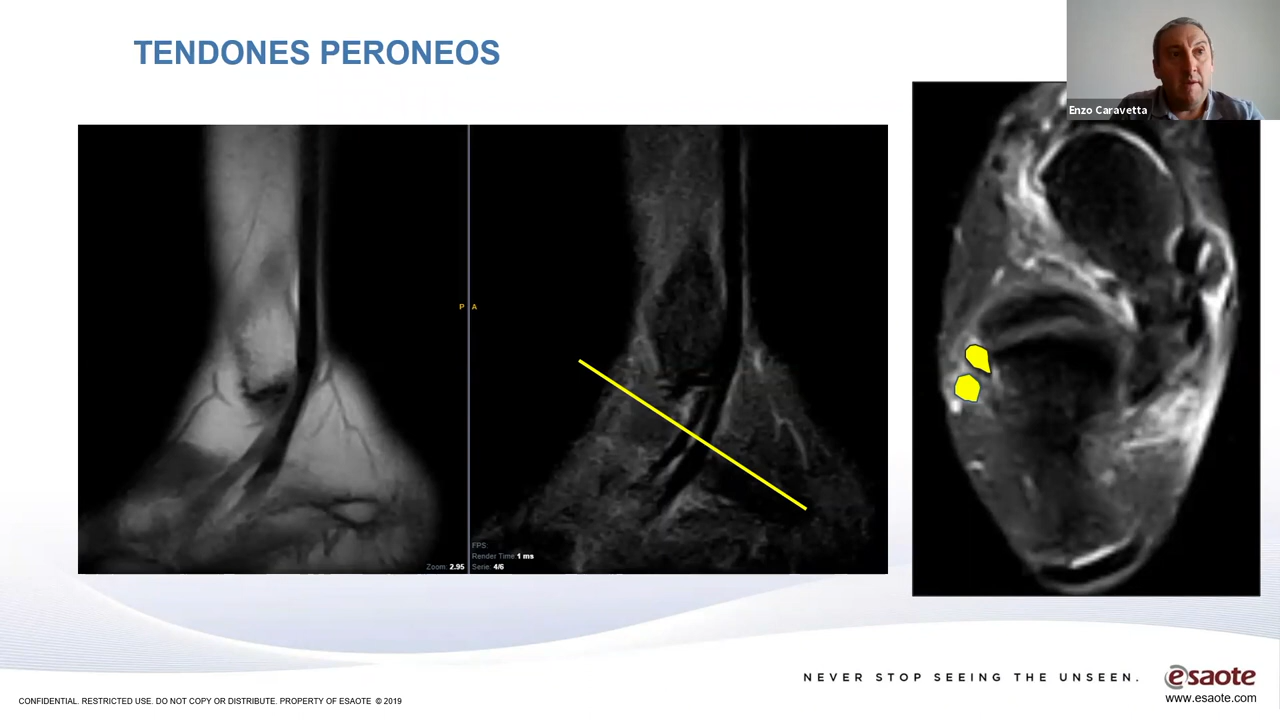 TENDONES PERONEOS
Enzo Caravetta
P A
FPS:
Render Time 1 ms
Zoom: 2.95
Serie: 4/6
NEVER STOP SEEING THE UNSEEN.
esaote
www.esaote.com
CONFIDENTIAL. RESTRICTED USE. DO NOT COPY OR DISTRIBUTE. PROPERTY OF ESAOTE © 2019